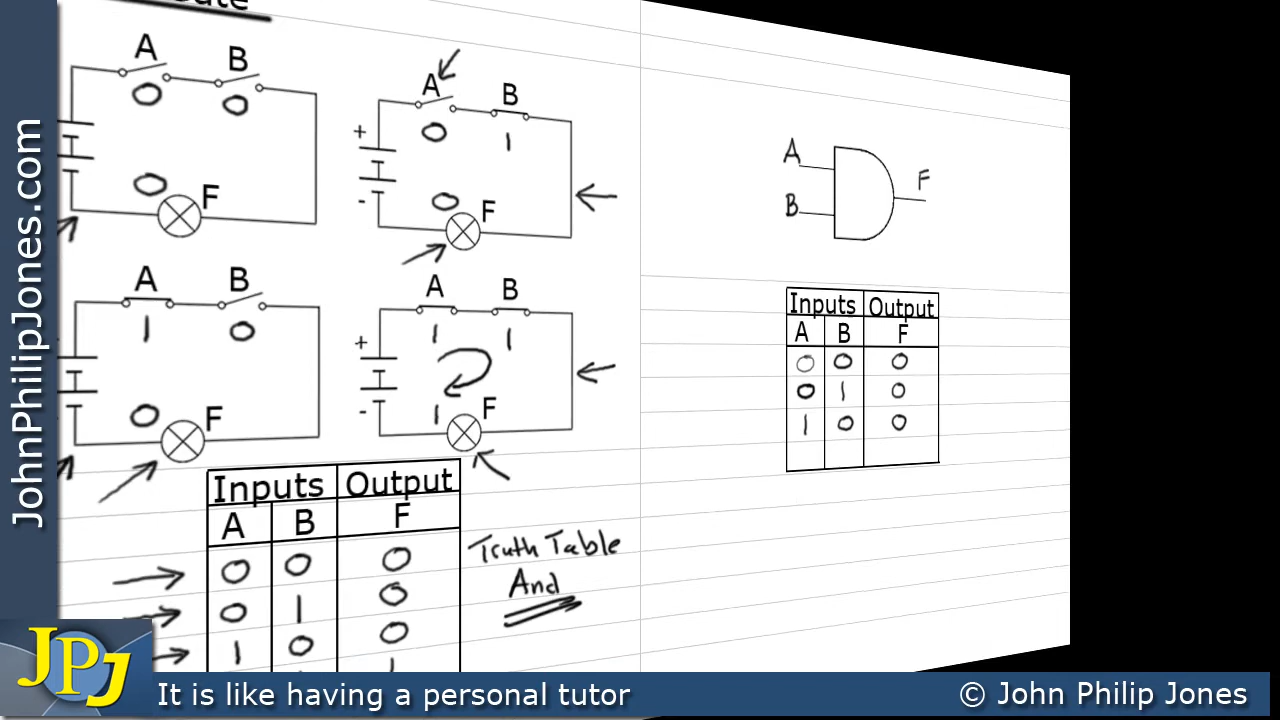 A B
0 0
0 F
A B
+
0 1
-
0 F
A B
1 0
0 F
A B
+
1 1
-
1 F
Inputs Output
A B F
0 0 0
0 1 0
1 0 0
Truth Table
And
A
B
F
Inputs Output
A B F
0 0 0
0 1 0
1 0 0
JohnPhilipJones.com
JPJ
It is like having a personal tutor
© John Philip Jones